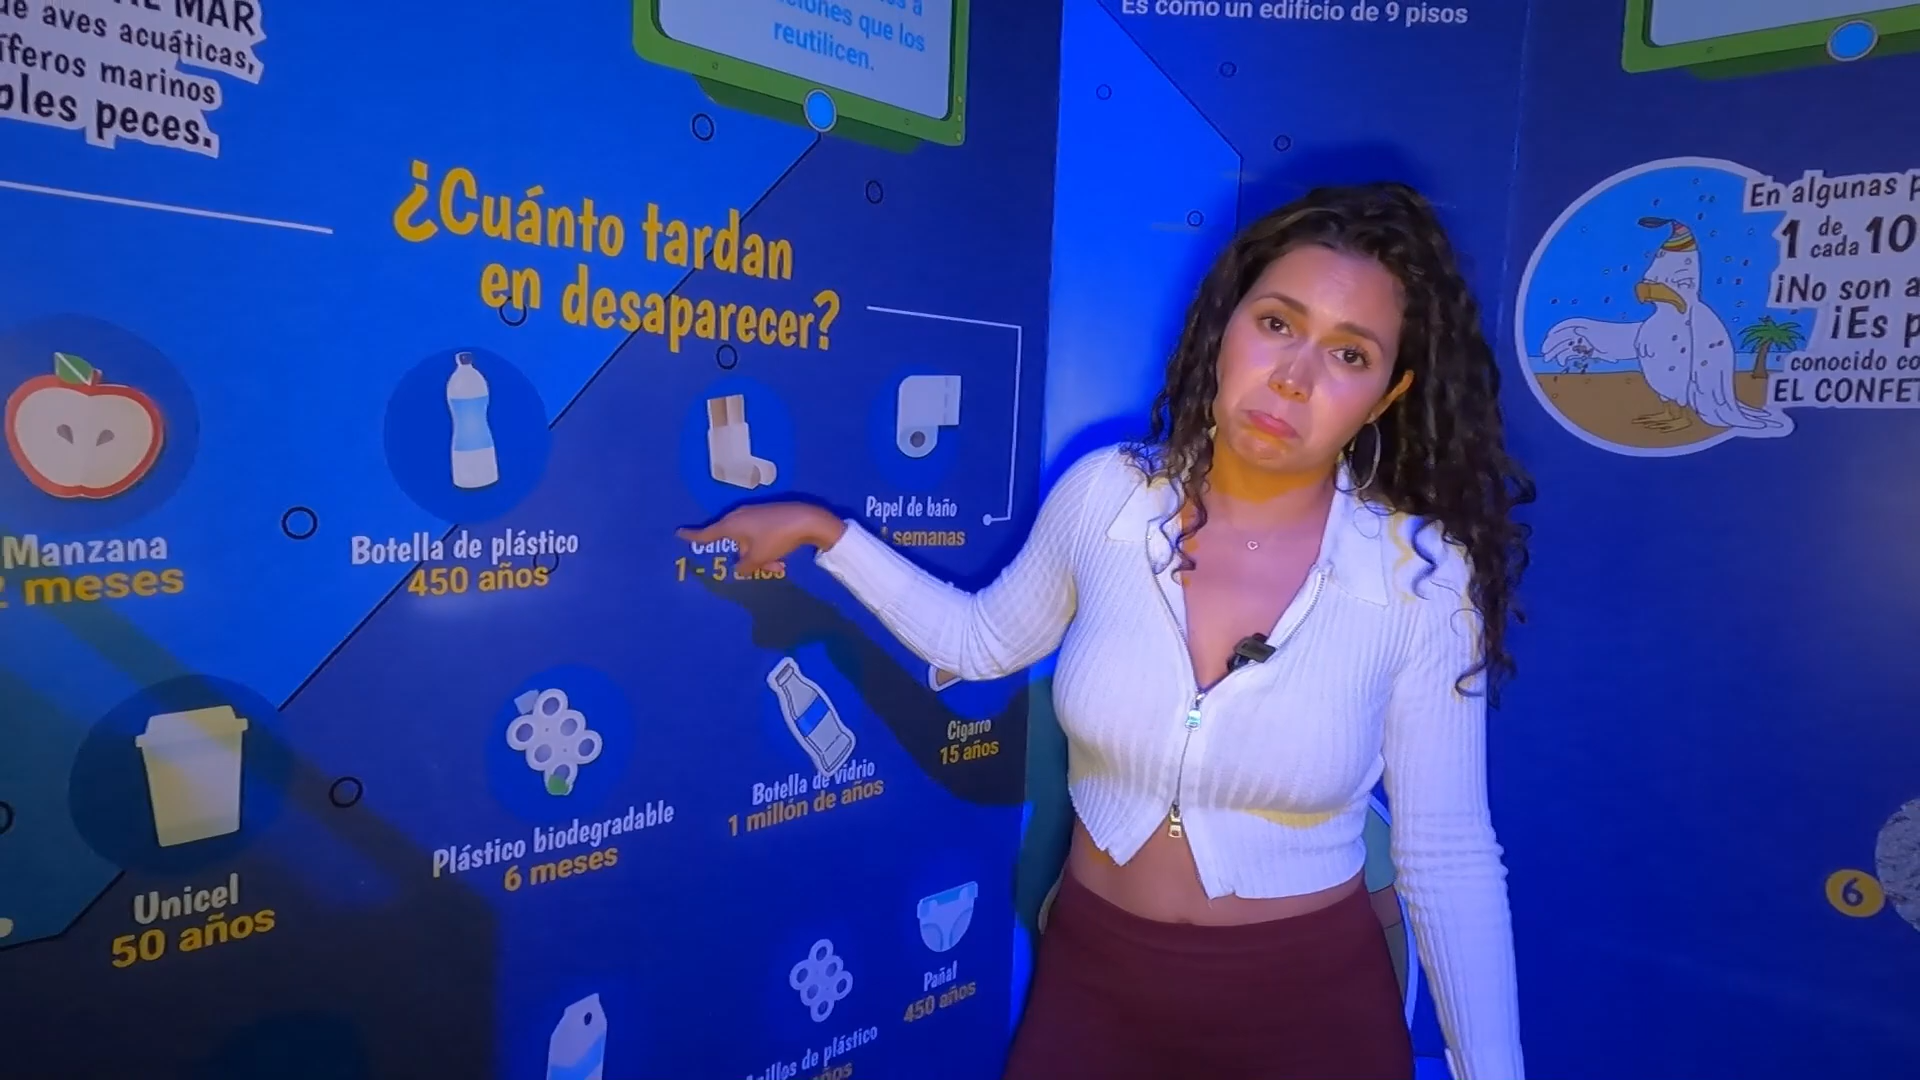 MAR
de aves acuáticas,
marinos
peces.
que los
reutilicen.
Es como un edificio de 9 pisos
¿Cuánto tardan
en desaparecer?
En algunas
1 de cada 10
¡No son
¡Es
conocido
EL
Manzana
meses
Botella de plástico
450 años
1 - 5
Papel de baño
semanas
Unicel
50 años
Plástico biodegradable
6 meses
Botella de vidrio
1 millón de años
Cigarro
15 años
Pañal
450 años
de plástico
6